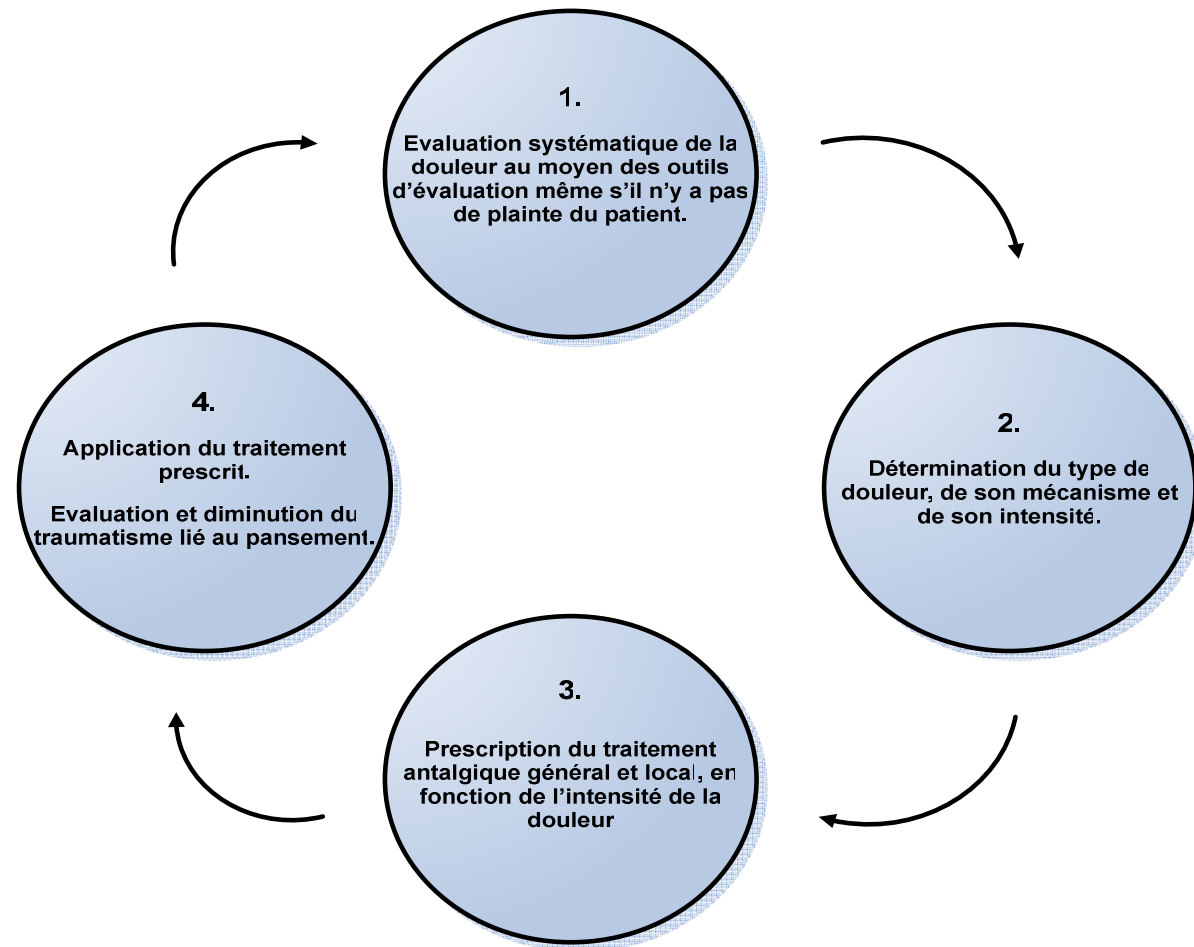 1.
Evaluation systématique de la
douleur au moyen des outils
d’évaluation même s’il n’y a pas
de plainte du patient.
2.
Détermination du type de
douleur, de son mécanisme et
de son intensité.
3.
Prescription du traitement
antalgique général et local, en
fonction de l’intensité de la
douleur
4.
Application du traitement
prescrit.
Evaluation et diminution du
traumatisme lié au pansement.